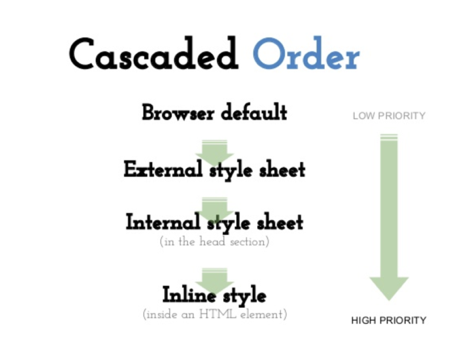 Cascaded Order
Browser default
LOW PRIORITY
External style sheet
Internal style sheet
(in the head section)
Inline style
(inside an HTML element)
HIGH PRIORITY